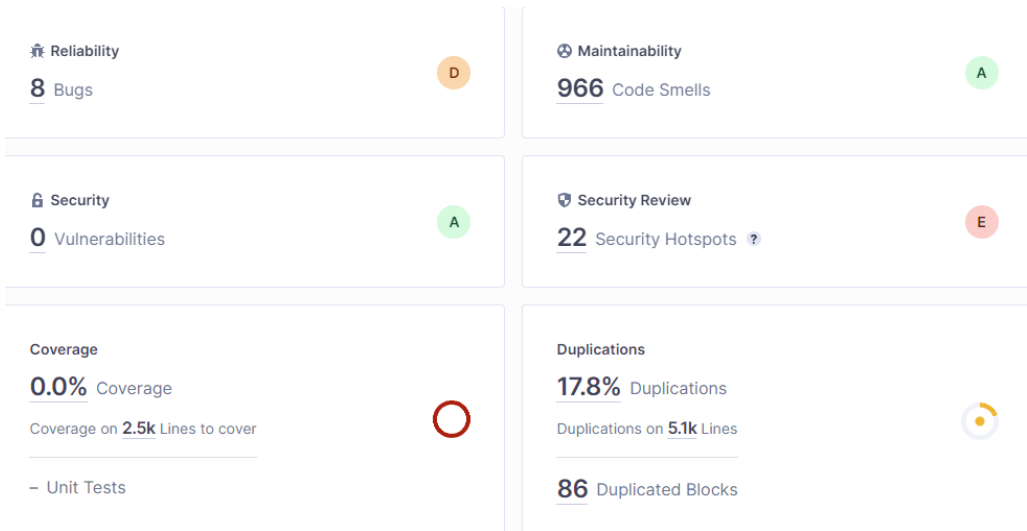 Reliability
8 Bugs
D
Maintainability
966 Code Smells
A
Security
0 Vulnerabilities
A
Security Review
22 Security Hotspots ?
E
Coverage
0.0% Coverage
Coverage on 2.5k Lines to cover
– Unit Tests
Duplications
17.8% Duplications
Duplications on 5.1k Lines
86 Duplicated Blocks